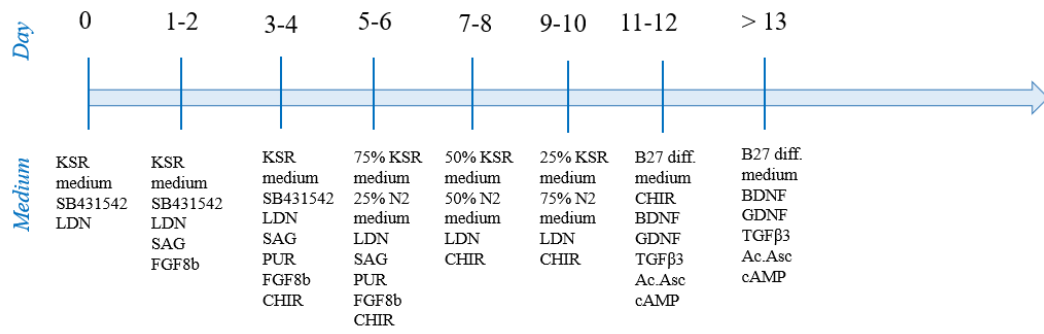 Day
0
1-2
3-4
5-6
7-8
9-10
11-12
> 13
Medium
KSR
medium
SB431542
LDN
KSR
medium
SB431542
LDN
SAG
FGF8b
KSR
medium
SB431542
LDN
SAG
PUR
FGF8b
CHIR
75% KSR
medium
25% N2
medium
LDN
SAG
PUR
FGF8b
CHIR
50% KSR
medium
50% N2
medium
LDN
CHIR
25% KSR
medium
75% N2
medium
LDN
CHIR
B27 diff.
medium
CHIR
BDNF
GDNF
TGFβ3
Ac.Asc
cAMP
B27 diff.
medium
BDNF
GDNF
TGFβ3
Ac.Asc
cAMP